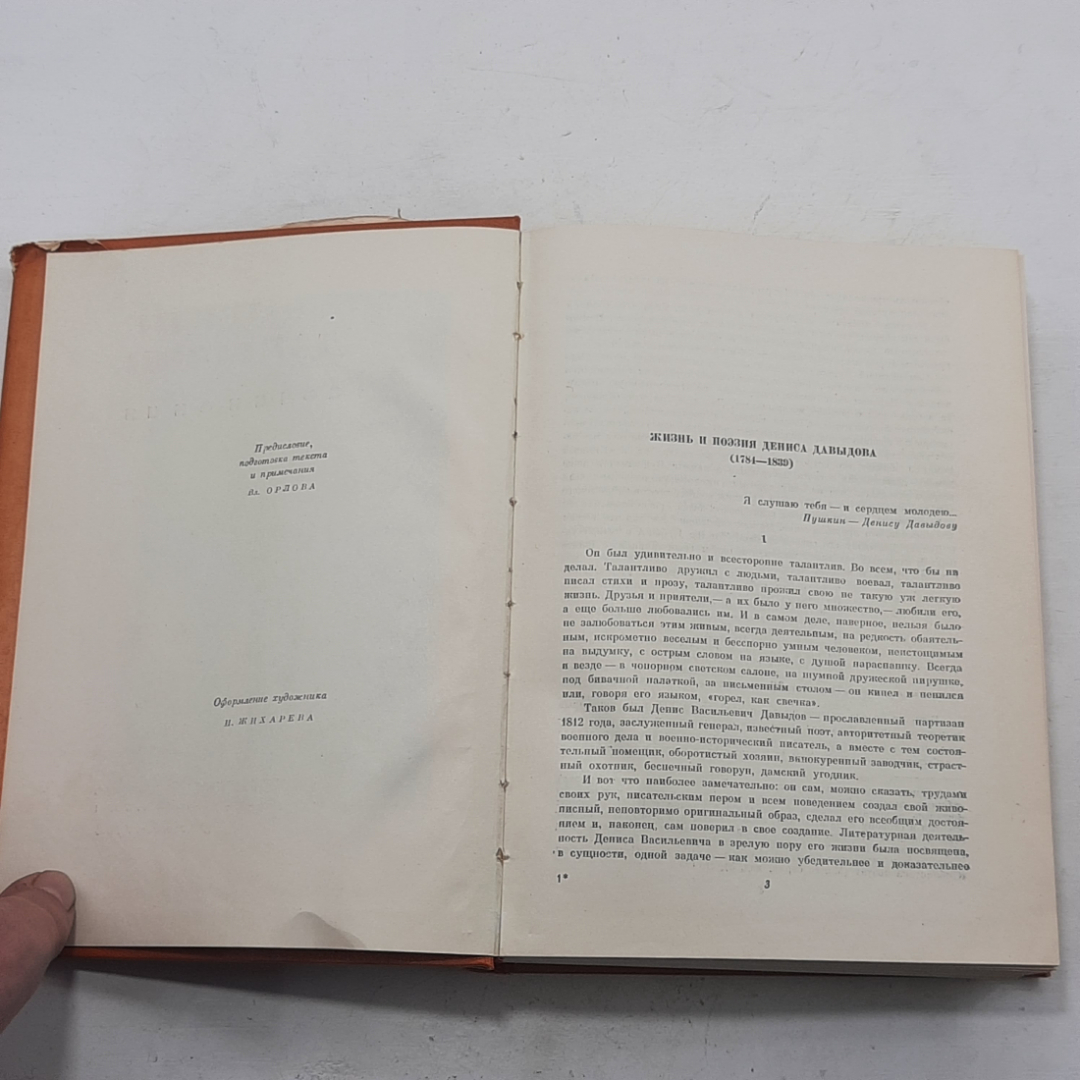 Предисловие,
подготовка текста
и примечания
Вл. ОРЛОВА
Оформление художника
В. ЖИХАРЕВА
ЖИЗНЬ И ПОЭЗИЯ ДЕНИСА ДАВЫДОВА
(1784—1839)
Я слушаю тебя — и сердцем молодею...
Пушкин — Денису Давыдову
1
Он был удивительно и всесторонне талантлив. Во всем, что бы ни
делал. Талантливо дружил с людьми, талантливо воевал, талантливо
писал стихи и прозу, талантливо прожил свою не такую уж легкую
жизнь. Друзья и приятели,— а их было у него множество,— любили его,
а еще больше любовались им. И в самом деле, наверное, нельзя было
не залюбоваться этим живым, всегда деятельным, на редкость обаятель-
ным, искрометно веселым и бесспорно умным человеком, неистощимым
на выдумку, с острым словом на языке, с душой нараспашку. Всегда
и везде — в чопорном светском салоне, на шумной дружеской пирушке,
под бивачной палаткой, за письменным столом — он кипел и пенился
или, говоря его языком, «горел, как свечка».
Таков был Денис Васильевич Давыдов — прославленный партизан
1812 года, заслуженный генерал, известный поэт, авторитетный теоретик
военного дела и военно-исторический писатель, а вместе с тем состоя-
тельный помещик, оборотистый хозяин, винокуренный заводчик, страст-
ный охотник, беспечный говорун, дамский угодник.
И вот что наиболее замечательно: он сам, можно сказать, трудами
своих рук, писательским пером и всем поведением создал свой живо-
писный, неповторимо оригинальный образ, сделал его всеобщим достоя-
нием и, наконец, сам поверил в свое создание. Литературная деятель-
ность Дениса Васильевича в зрелую пору его жизни была посвящена,
в сущности, одной задаче — как можно убедительнее и доказательнее
1*
3